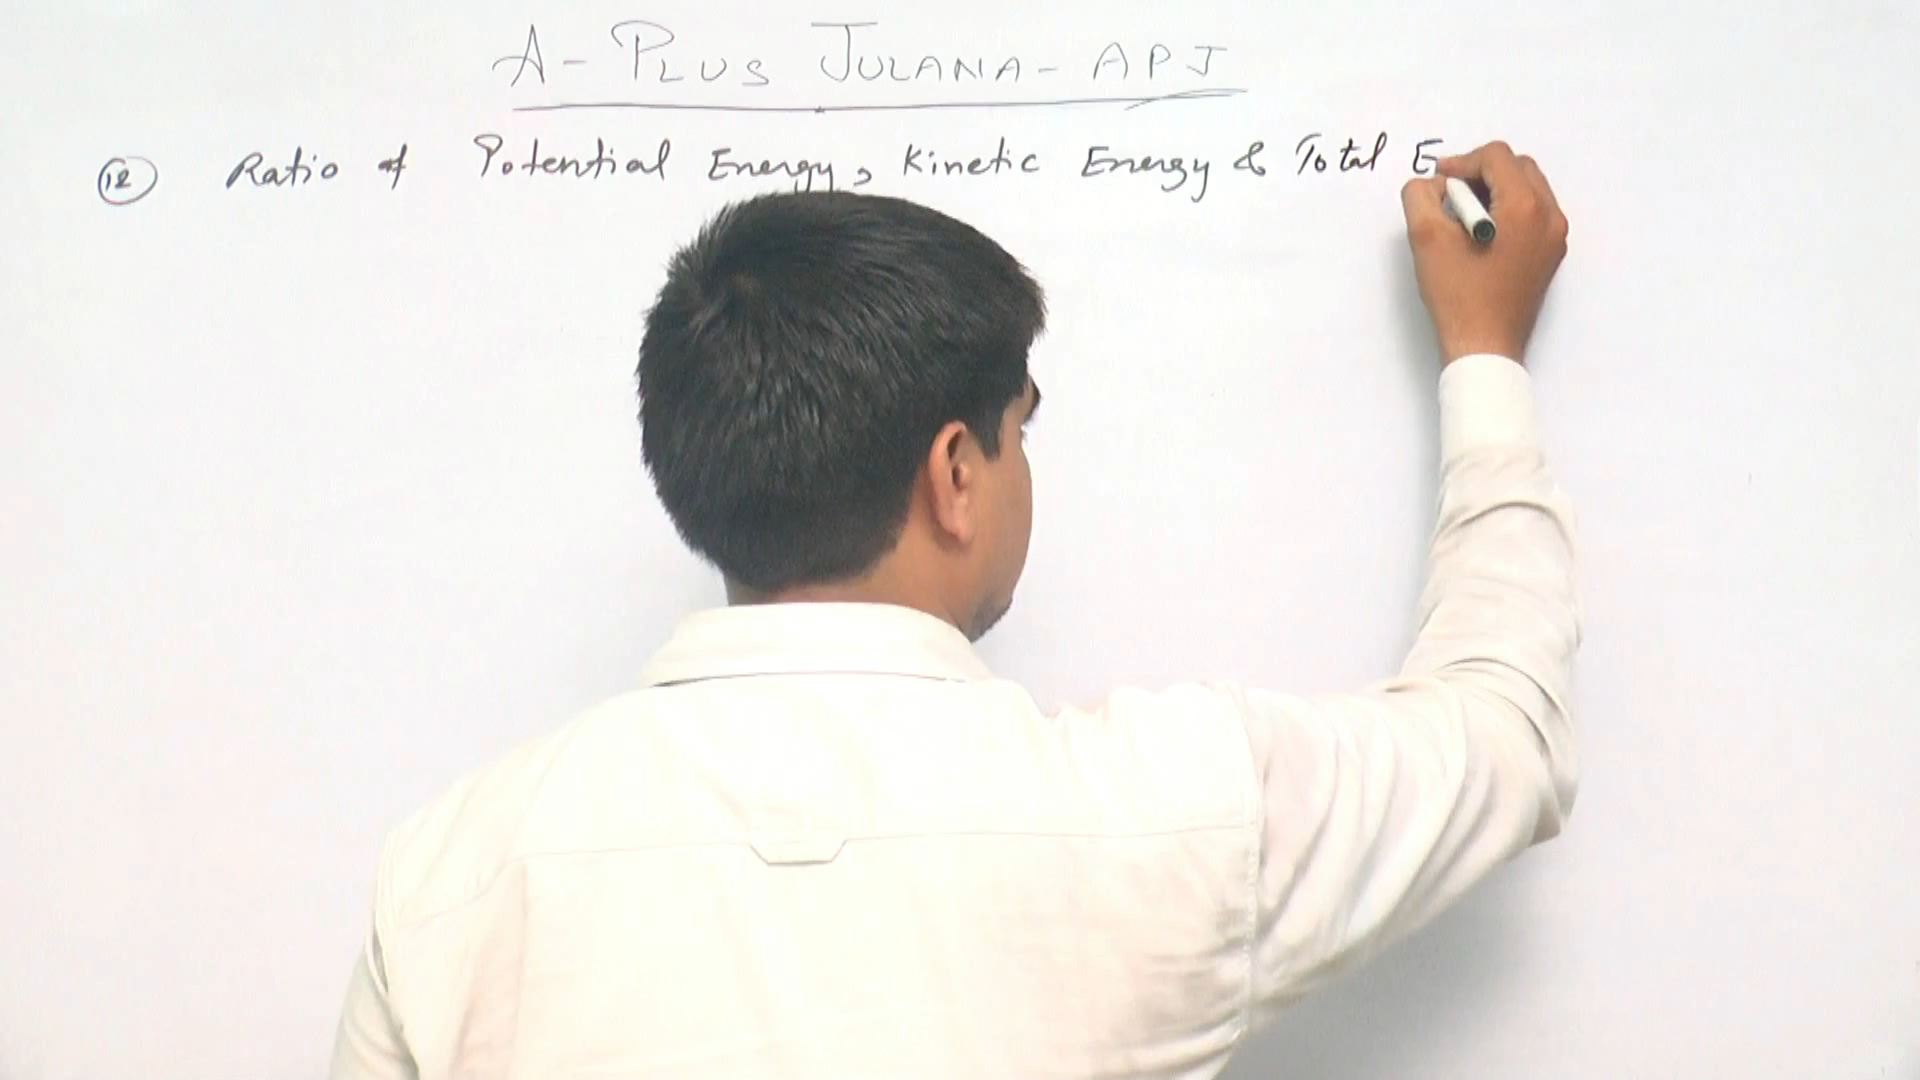 A- PLUS JULANA- APJ
12 Ratio of Potential Energy, Kinetic Energy & Total E